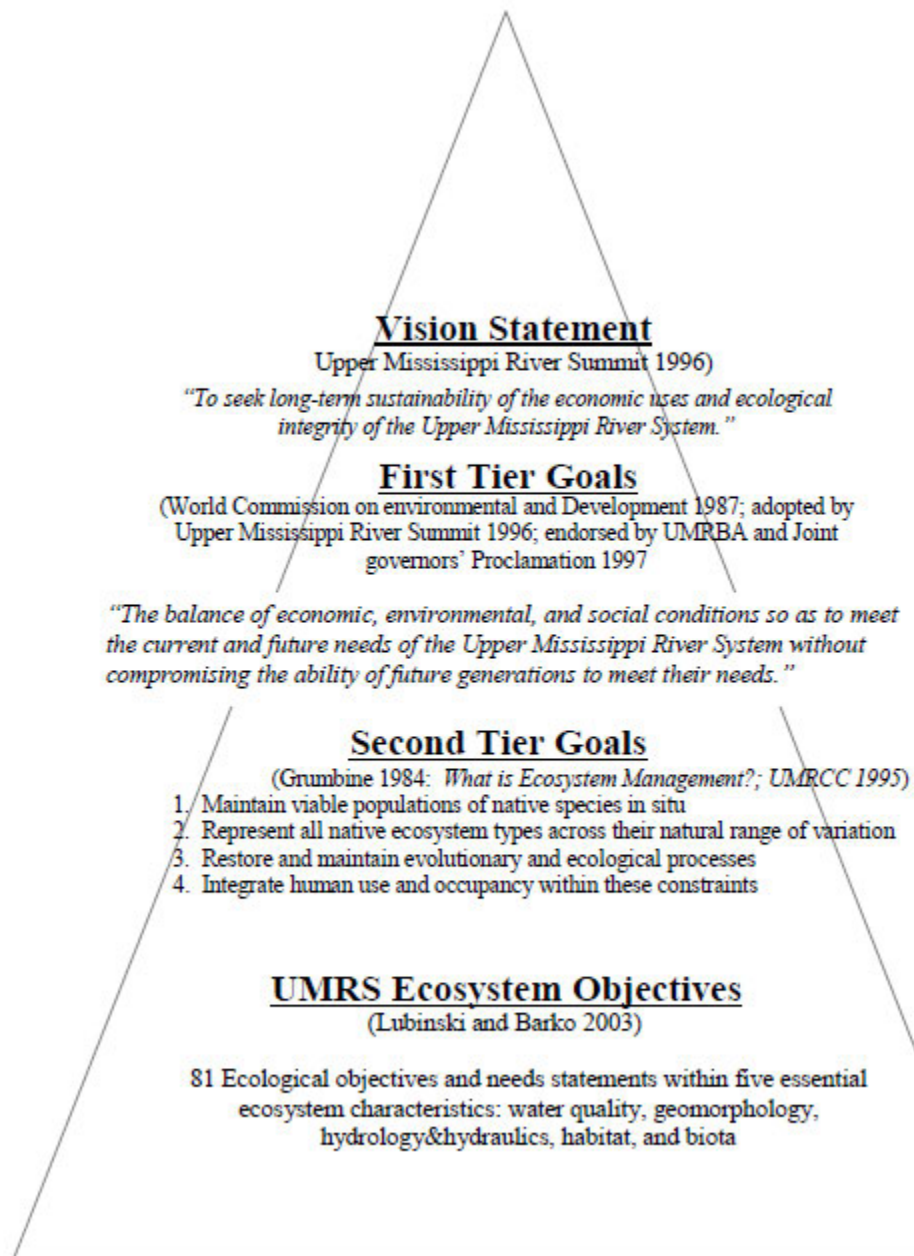 Vision Statement
Upper Mississippi River Summit 1996)
“To seek long-term sustainability of the economic uses and ecological
integrity of the Upper Mississippi River System.”
First Tier Goals
(World Commission on environmental and Development 1987; adopted by
Upper Mississippi River Summit 1996; endorsed by UMRBA and Joint
governors’ Proclamation 1997
“The balance of economic, environmental, and social conditions so as to meet
the current and future needs of the Upper Mississippi River System without
compromising the ability of future generations to meet their needs.”
Second Tier Goals
(Grumbine 1984: What is Ecosystem Management?; UMRCC 1995)
1. Maintain viable populations of native species in situ
2. Represent all native ecosystem types across their natural range of variation
3. Restore and maintain evolutionary and ecological processes
4. Integrate human use and occupancy within these constraints
UMRS Ecosystem Objectives
(Lubinski and Barko 2003)
81 Ecological objectives and needs statements within five essential
ecosystem characteristics: water quality, geomorphology,
hydrology&hydraulics, habitat, and biota